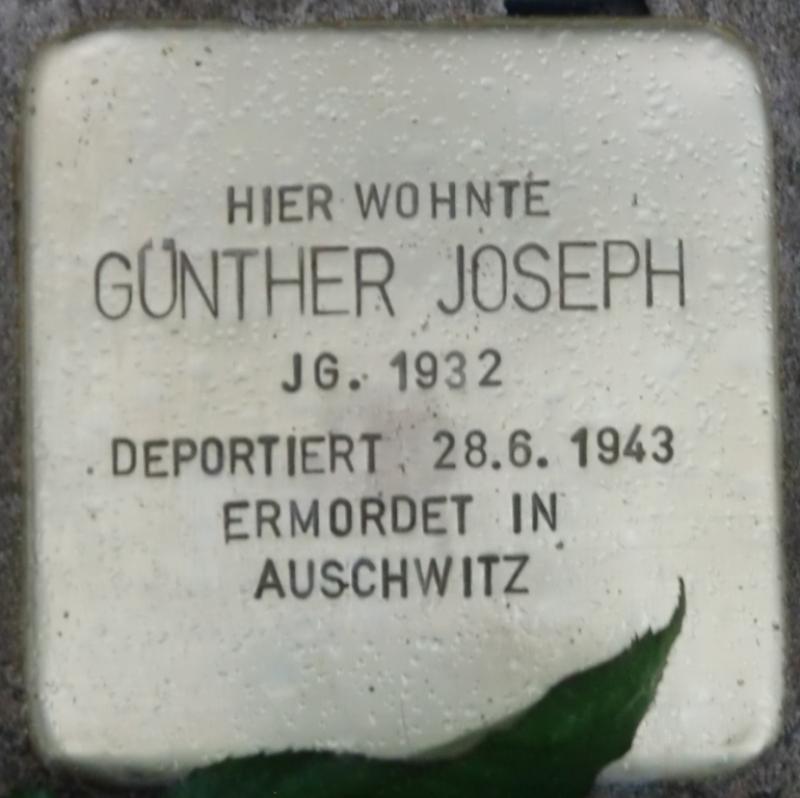 HIER WOHNTE
GÜNTHER JOSEPH
JG. 1932
DEPORTIERT 28.6.1943
ERMORDET IN
AUSCHWITZ